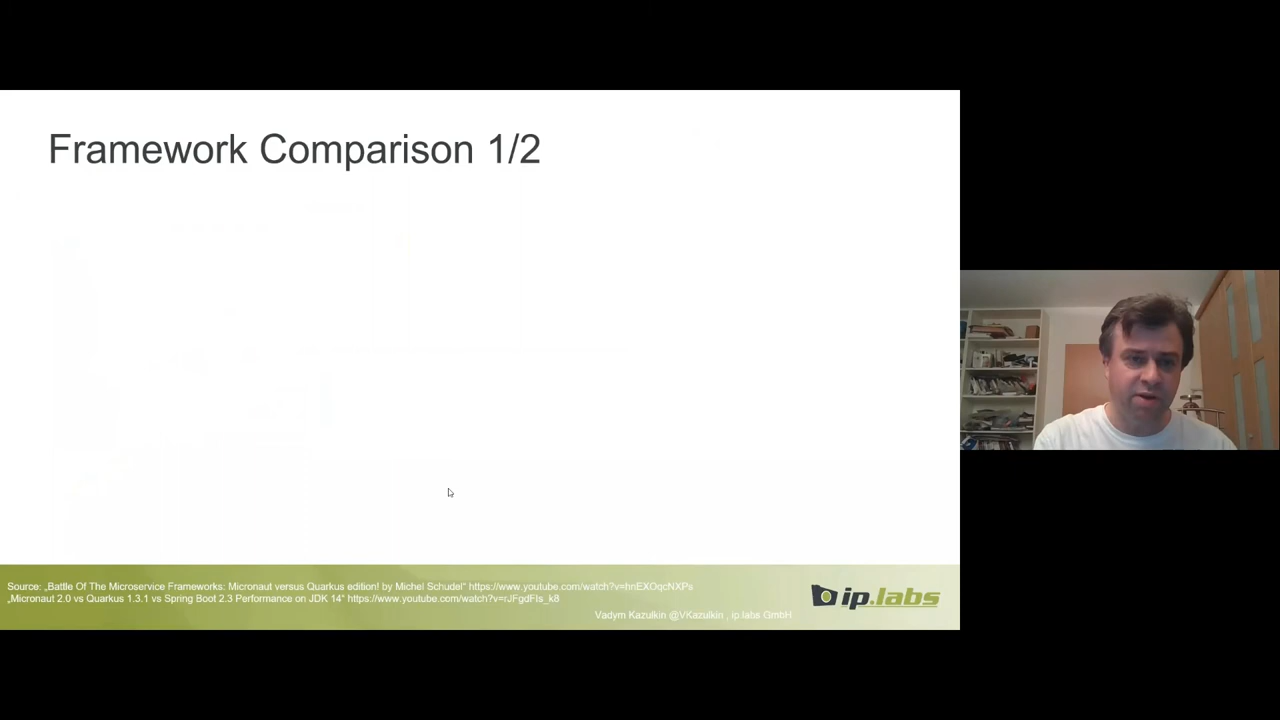 Framework Comparison 1/2
Source: „Battle Of The Microservice Frameworks: Micronaut versus Quarkus edition! by Michel Schudel“ https://www.youtube.com/watch?v=hnEXOqcNXPs
„Micronaut 2.0 vs Quarkus 1.3.1 vs Spring Boot 2.3 Performance on JDK 14“ https://www.youtube.com/watch?v=rJFgdFIs_k8
Vadym Kazulkin @VKazulkin , ip.labs GmbH
ip.labs